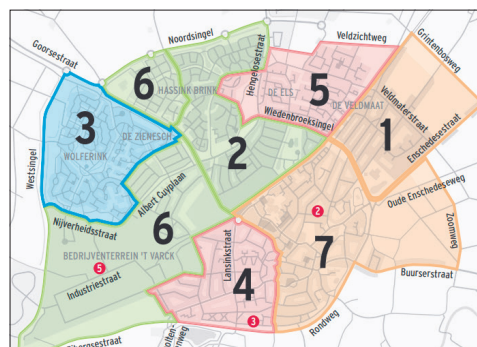 Noordsingel
Goorsestraat
Veldzichtweg
Grintenbosweg
Hengelosestraat
6
HASSINK BRINK
5
DE ELS
DE VELDMAAT
3
WOLFERINK
DE ZIENESCH
Wiedenbroeksingel
Veldmaterstraat
1
Enschedesestraat
2
Westsingel
Albert Cuyplaan
Oude Enschedeseweg
Nijverheidsstraat
6
2
Zoomweg
BEDRIJVENTERREIN 'T VARCK
5
Lansinkstraat
7
Industriestraat
4
Buurserstraat
3
Rondweg